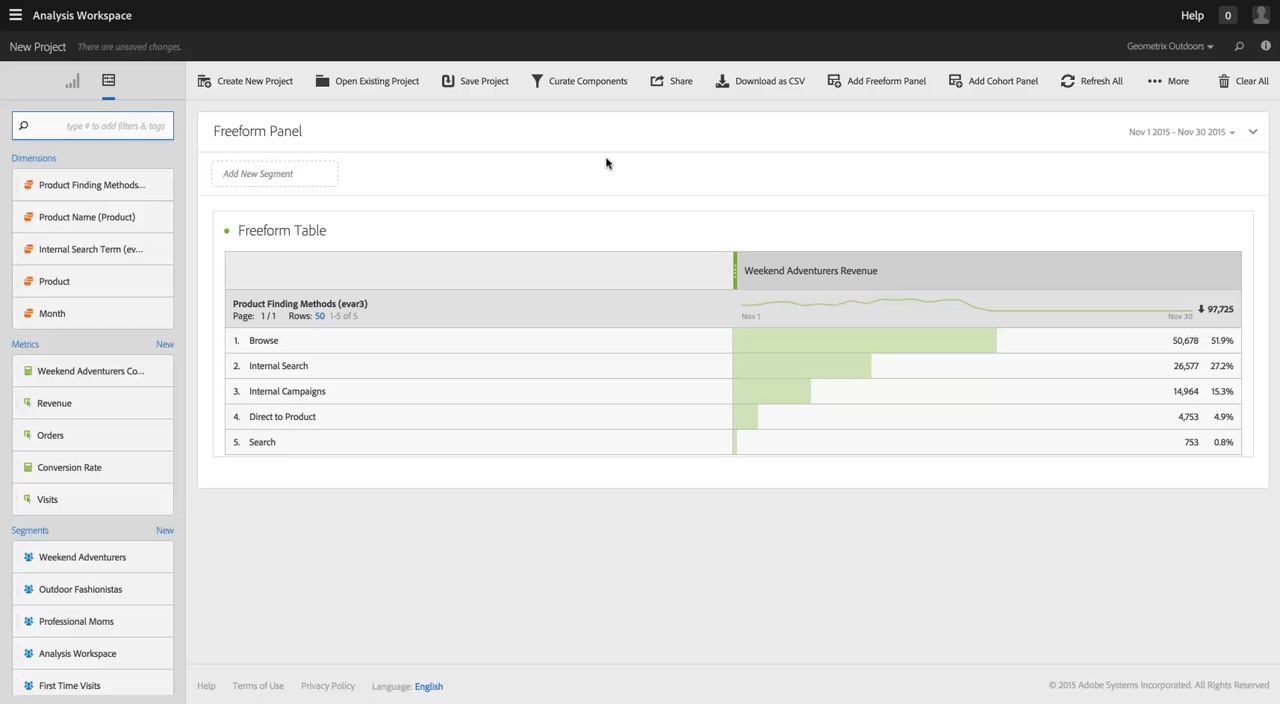 Analysis Workspace
Help 0
New Project There are unsaved changes.
Geometrix Outdoors
Create New Project Open Existing Project Save Project Curate Components Share Download as CSV Add Freeform Panel Add Cohort Panel Refresh All More Clear All
type # to add filters & tags
Dimensions
Product Finding Methods...
Product Name (Product)
Internal Search Term (ev...
Product
Month
Metrics New
Weekend Adventurers Co...
Revenue
Orders
Conversion Rate
Visits
Segments New
Weekend Adventurers
Outdoor Fashionistas
Professional Moms
Analysis Workspace
First Time Visits
Freeform Panel
Nov 1 2015 - Nov 30 2015
Add New Segment
Freeform Table
Weekend Adventurers Revenue
Product Finding Methods (evar3)
Page: 1/1 Rows: 50 1-5 of 5
Nov 1 Nov 30
97,725
1. Browse 50,678 51.9%
2. Internal Search 26,577 27.2%
3. Internal Campaigns 14,964 15.3%
4. Direct to Product 4,753 4.9%
5. Search 753 0.8%
Help Terms of Use Privacy Policy Language: English
© 2015 Adobe Systems Incorporated. All Rights Reserved